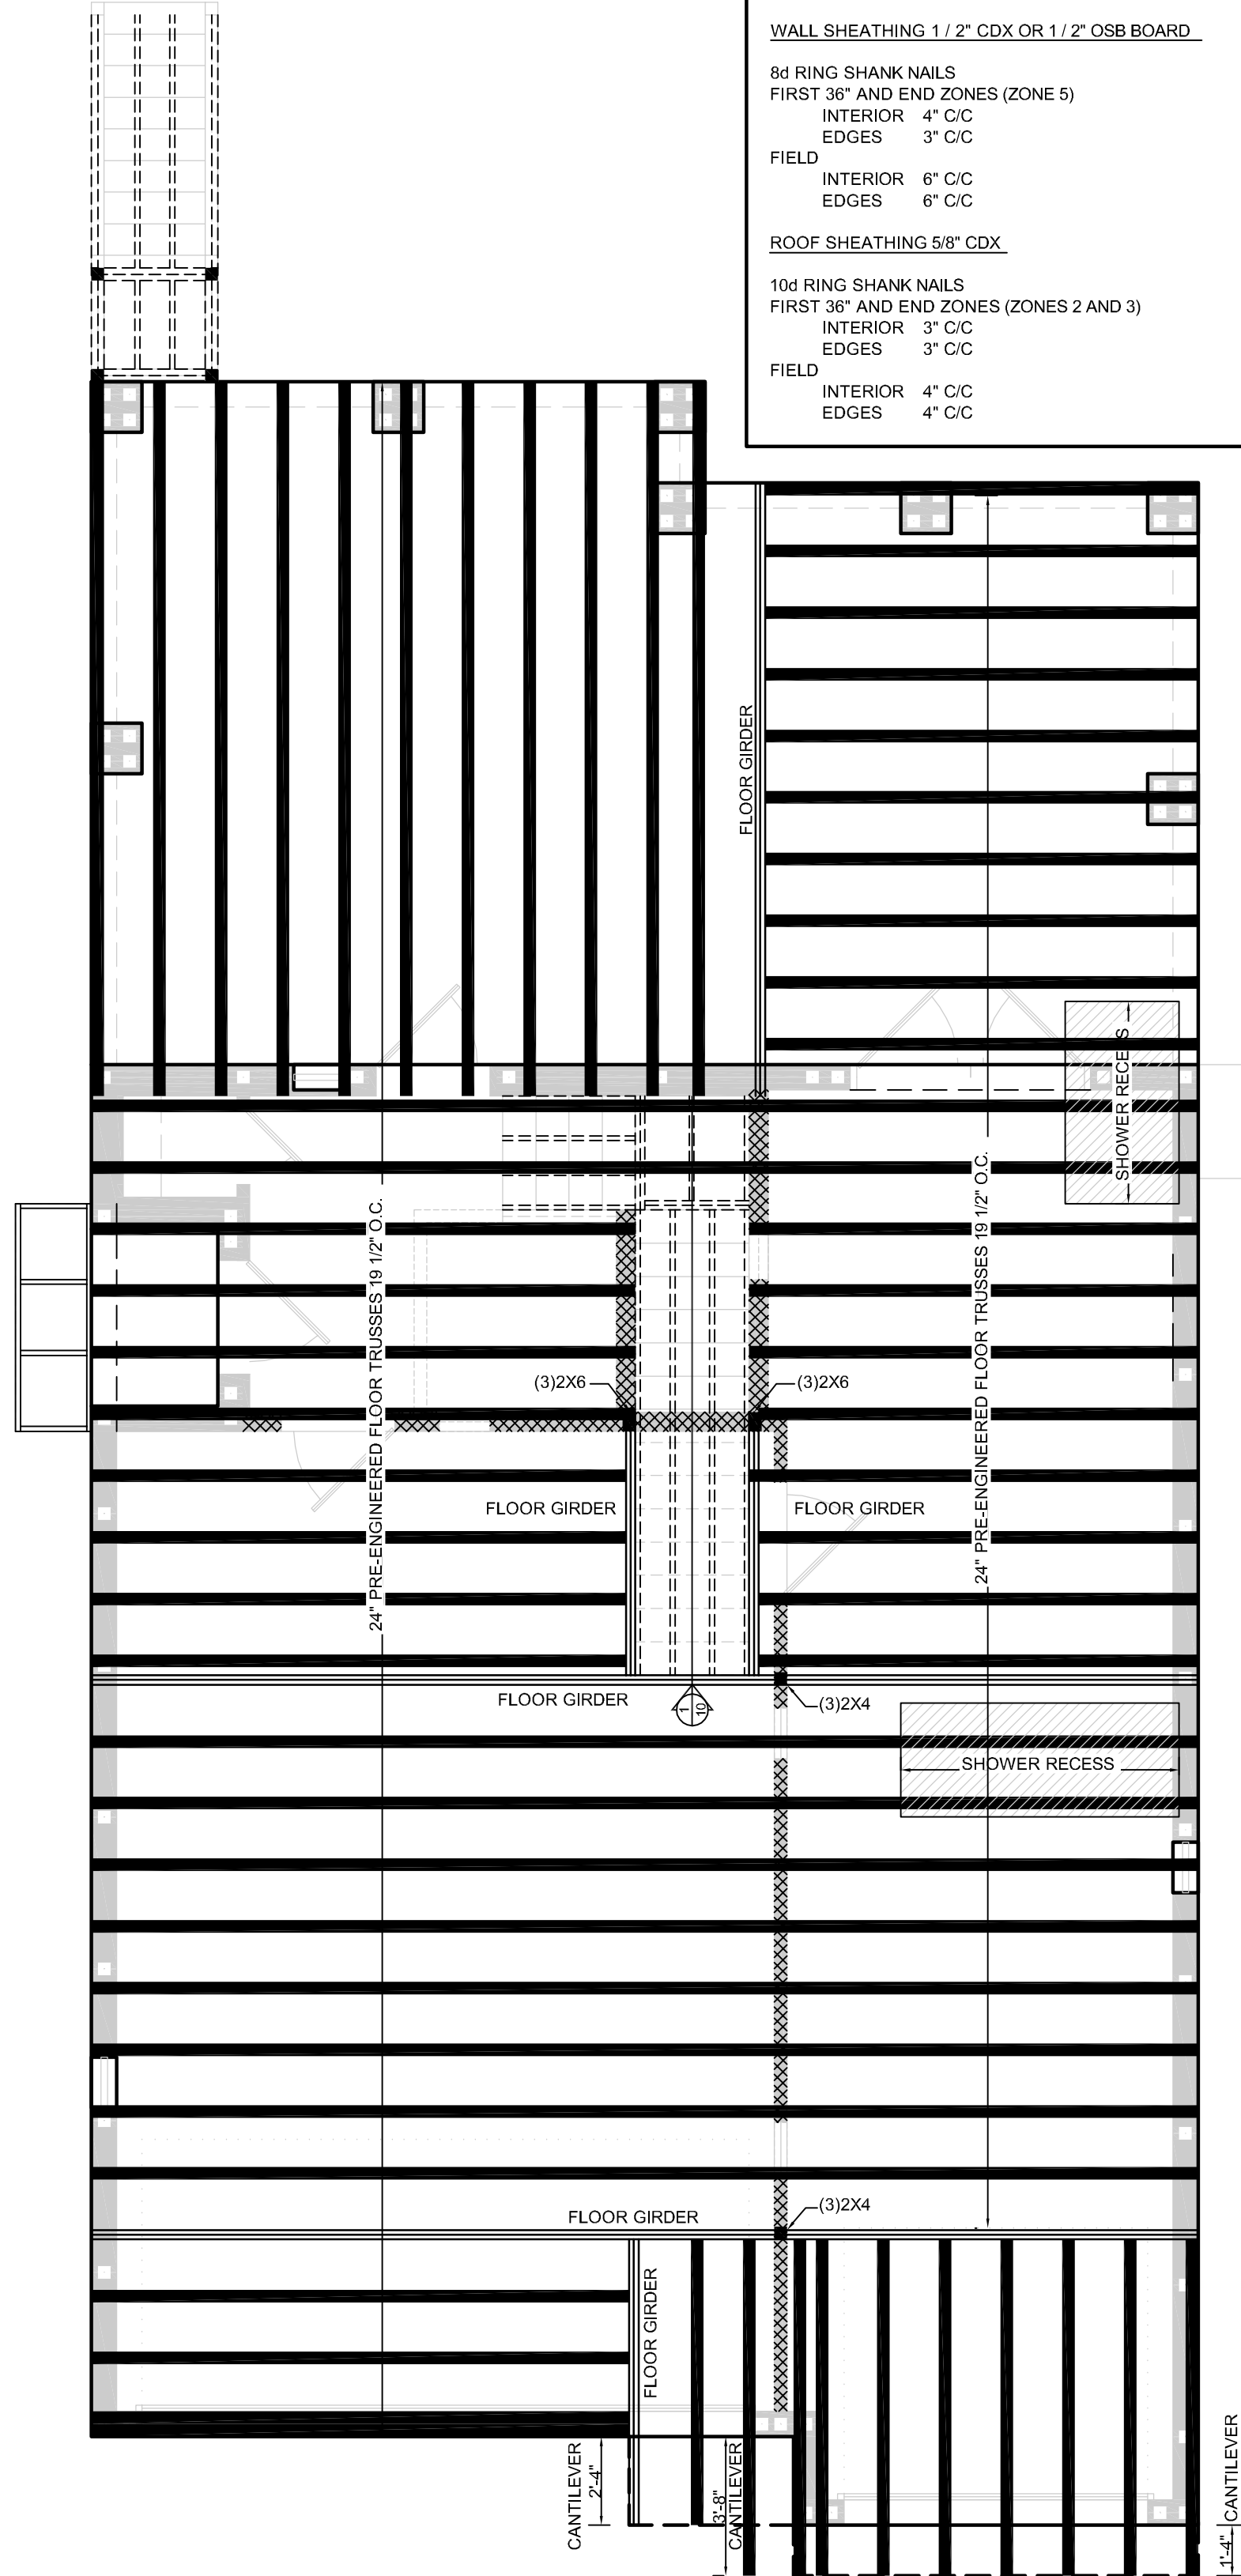 WALL SHEATHING 1 / 2" CDX OR 1 / 2" OSB BOARD
8d RING SHANK NAILS
FIRST 36" AND END ZONES (ZONE 5)
INTERIOR 4" C/C
EDGES 3" C/C
FIELD
INTERIOR 6" C/C
EDGES 6" C/C
ROOF SHEATHING 5/8" CDX
10d RING SHANK NAILS
FIRST 36" AND END ZONES (ZONES 2 AND 3)
INTERIOR 3" C/C
EDGES 3" C/C
FIELD
INTERIOR 4" C/C
EDGES 4" C/C
FLOOR GIRDER
SHOWER RECESS
24" PRE-ENGINEERED FLOOR TRUSSES 19 1/2" O.C.
24" PRE-ENGINEERED FLOOR TRUSSES 19 1/2" O.C.
(3)2X6
(3)2X6
FLOOR GIRDER
FLOOR GIRDER
FLOOR GIRDER
1
10
(3)2X4
SHOWER RECESS
(3)2X4
FLOOR GIRDER
FLOOR GIRDER
CANTILEVER
2'-4"
3'-8"
CANTILEVER
1'-4"
CANTILEVER